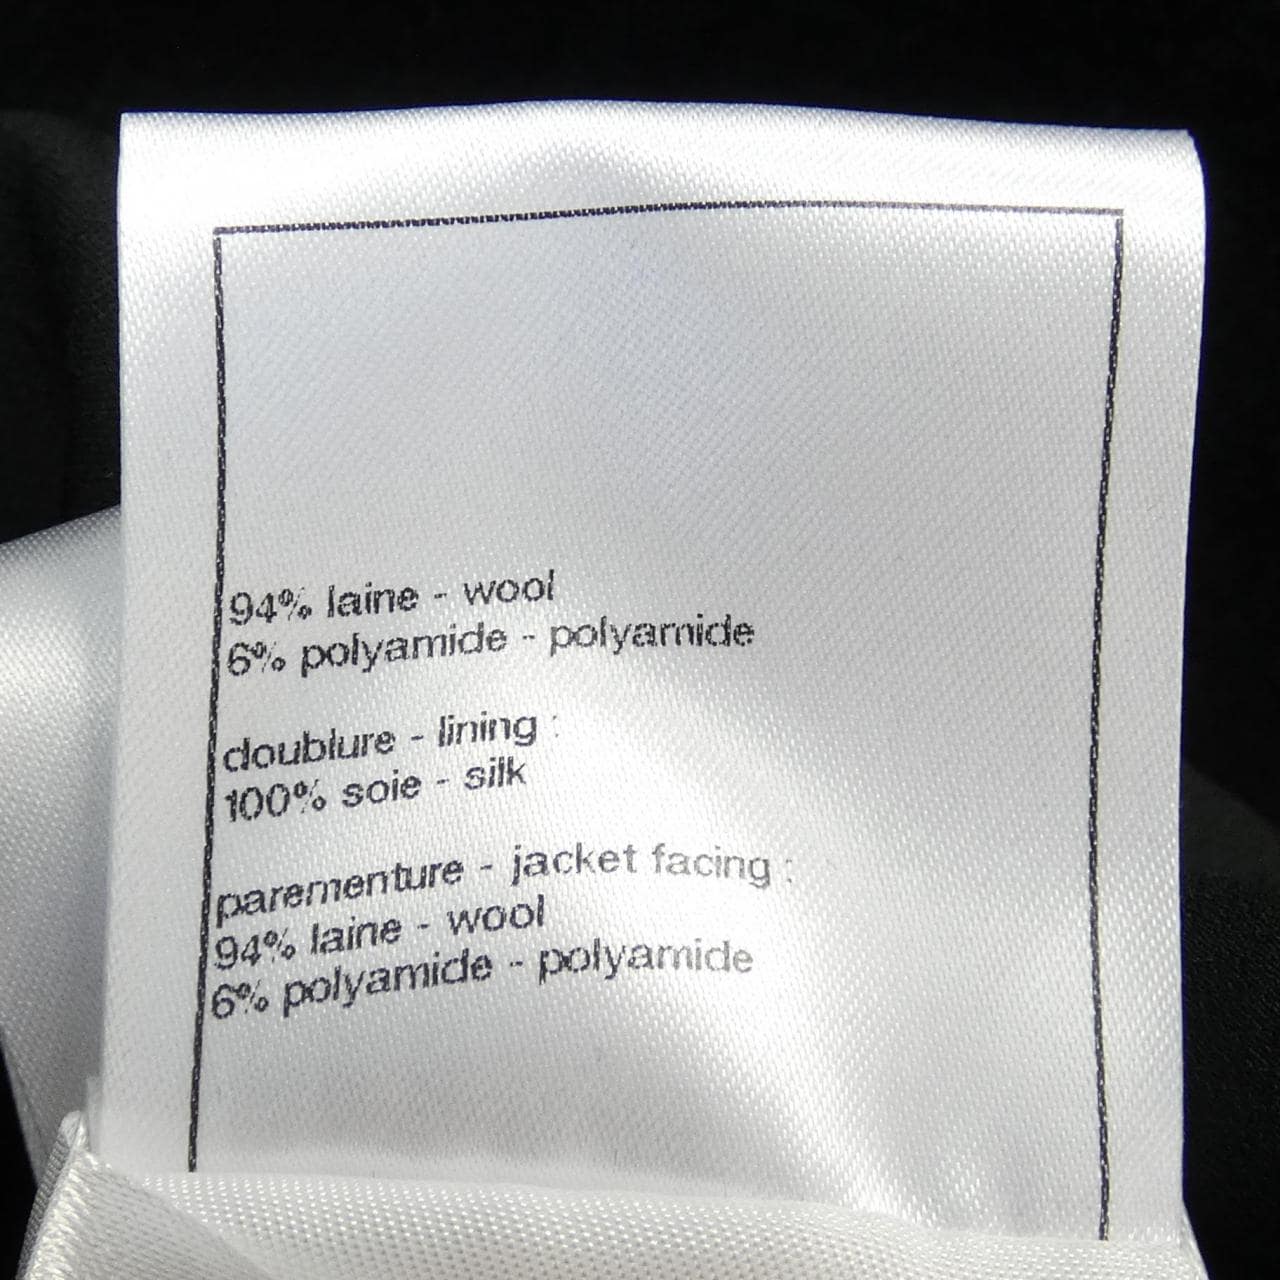 94% laine - wool
6% polyamide - polyamide
doublure - lining :
100% soie - silk
parementure - jacket facing :
94% laine - wool
6% polyamide - polyamide